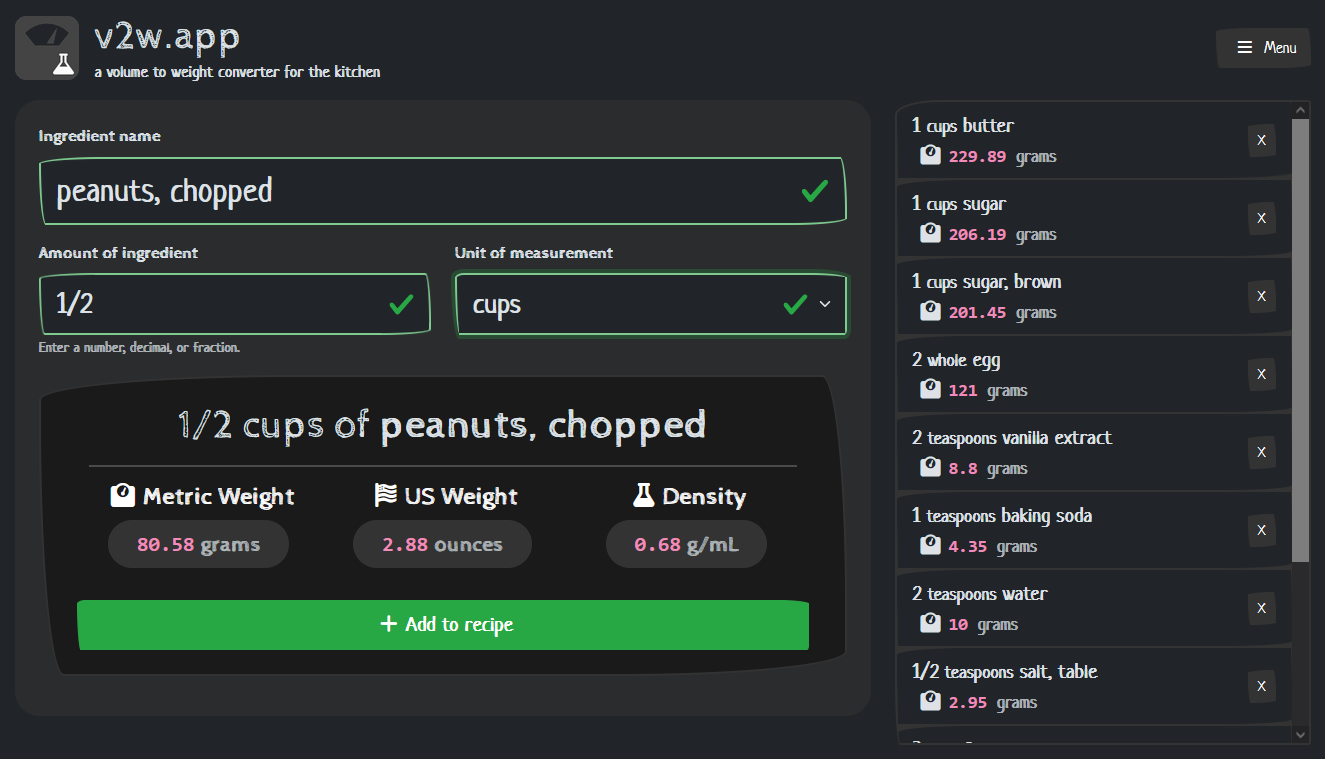 v2w.app
a volume to weight converter for the kitchen
Menu
Ingredient name
peanuts, chopped
Amount of ingredient
Unit of measurement
1/2
cups
Enter a number, decimal, or fraction.
1/2 cups of peanuts, chopped
Metric Weight
US Weight
Density
80.58 grams
2.88 ounces
0.68 g/mL
+ Add to recipe
1 cups butter
X
229.89 grams
1 cups sugar
X
206.19 grams
1 cups sugar, brown
X
201.45 grams
2 whole egg
X
121 grams
2 teaspoons vanilla extract
X
8.8 grams
1 teaspoons baking soda
X
4.35 grams
2 teaspoons water
X
10 grams
1/2 teaspoons salt, table
X
2.95 grams